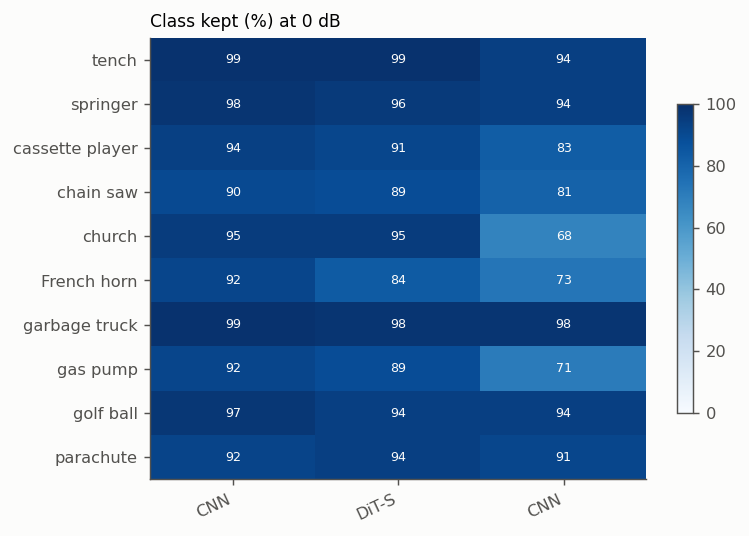 Class kept (%) at 0 dB
tench 99 99 94
springer 98 96 94
cassette player 94 91 83
chain saw 90 89 81
church 95 95 68
French horn 92 84 73
garbage truck 99 98 98
gas pump 92 89 71
golf ball 97 94 94
parachute 92 94 91
CNN DiT-S CNN
100
80
60
40
20
0